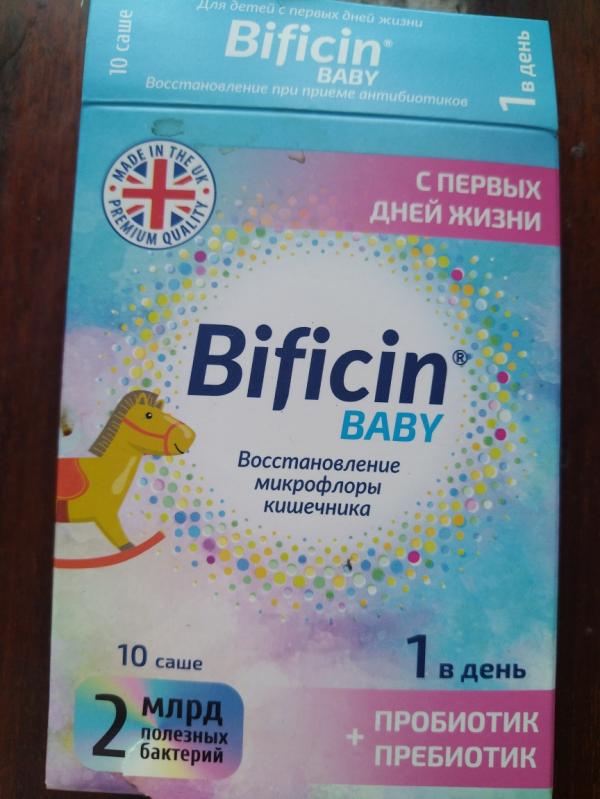 Для детей с первых дней жизни
10 саше
Bificin®
BABY
Восстановление при приеме антибиотиков
1 в день
MADE IN THE UK
PREMIUM QUALITY
С ПЕРВЫХ
ДНЕЙ ЖИЗНИ
Bificin®
BABY
Восстановление
микрофлоры
кишечника
10 саше
1 в день
2 МЛРД
полезных
бактерий
+ ПРОБИОТИК
ПРЕБИОТИК